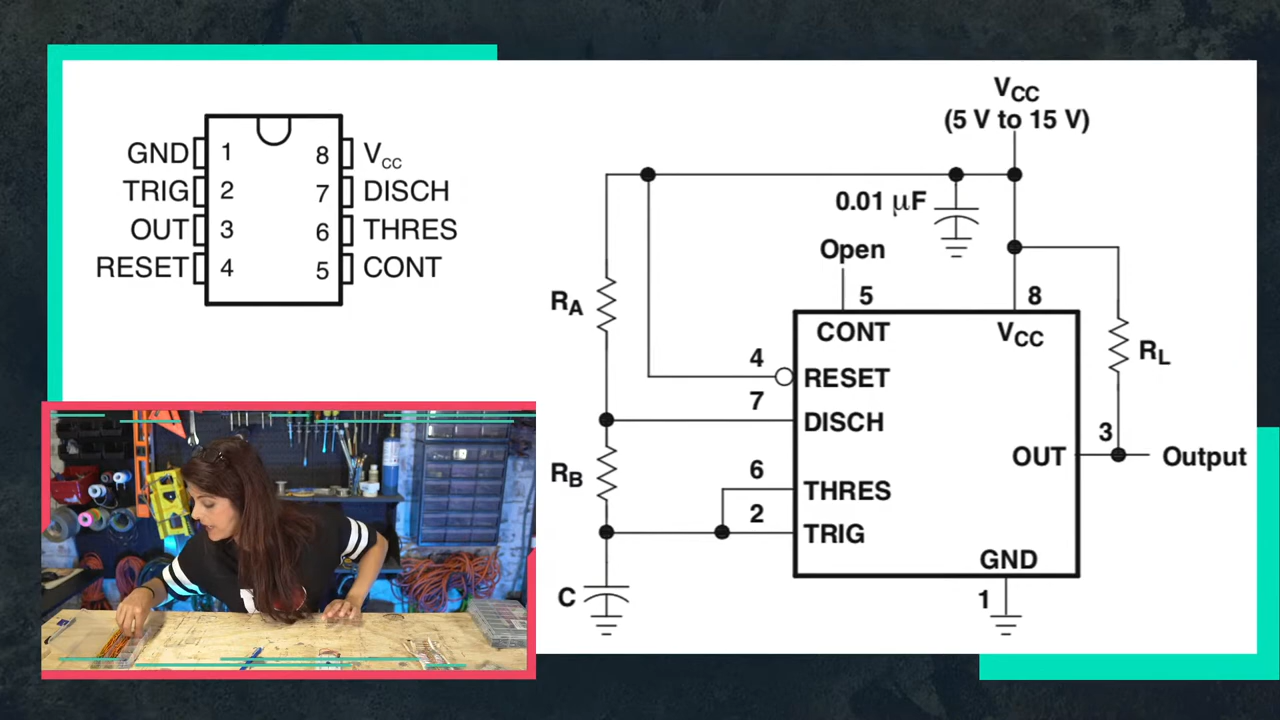 GND 1 8 VCC
TRIG 2 7 DISCH
OUT 3 6 THRES
RESET 4 5 CONT
VCC
(5 V to 15 V)
0.01 µF
Open
5 8
CONT VCC
RA
RL
4
RESET
7
DISCH
3
OUT Output
RB
6
THRES
2
TRIG
GND
1
C